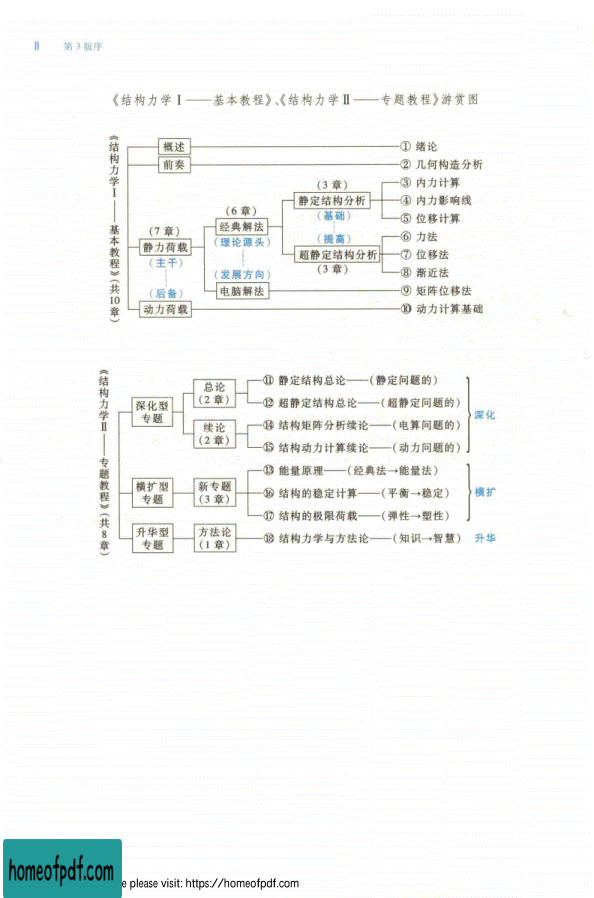 Ⅱ 第3版序
《结构力学Ⅰ——基本教程》、《结构力学Ⅱ——专题教程》游赏图
《结构力学Ⅰ——基本教程》(共10章)
概述
① 绪论
前奏
② 几何构造分析
(7章)
静力荷载
(主干)
(后备)
动力荷载
(6章)
经典解法
(理论源头)
(发展方向)
电脑解法
(3章)
静定结构分析
(基础)
(提高)
超静定结构分析
(3章)
③ 内力计算
④ 内力影响线
⑤ 位移计算
⑥ 力法
⑦ 位移法
⑧ 渐近法
⑨ 矩阵位移法
⑩ 动力计算基础
《结构力学Ⅱ——专题教程》(共8章)
深化型
专题
总论
(2章)
⑪ 静定结构总论——(静定问题的)
⑫ 超静定结构总论——(超静定问题的)
续论
(2章)
⑭ 结构矩阵分析续论——(电算问题的)
⑮ 结构动力计算续论——(动力问题的)
深化
横扩型
专题
新专题
(3章)
⑬ 能量原理——(经典法→能量法)
⑯ 结构的稳定计算——(平衡→稳定)
⑰ 结构的极限荷载——(弹性→塑性)
横扩
升华型
专题
方法论
(1章)
⑱ 结构力学与方法论——(知识→智慧)
升华
homeofpdf.com
e please visit: https://homeofpdf.com